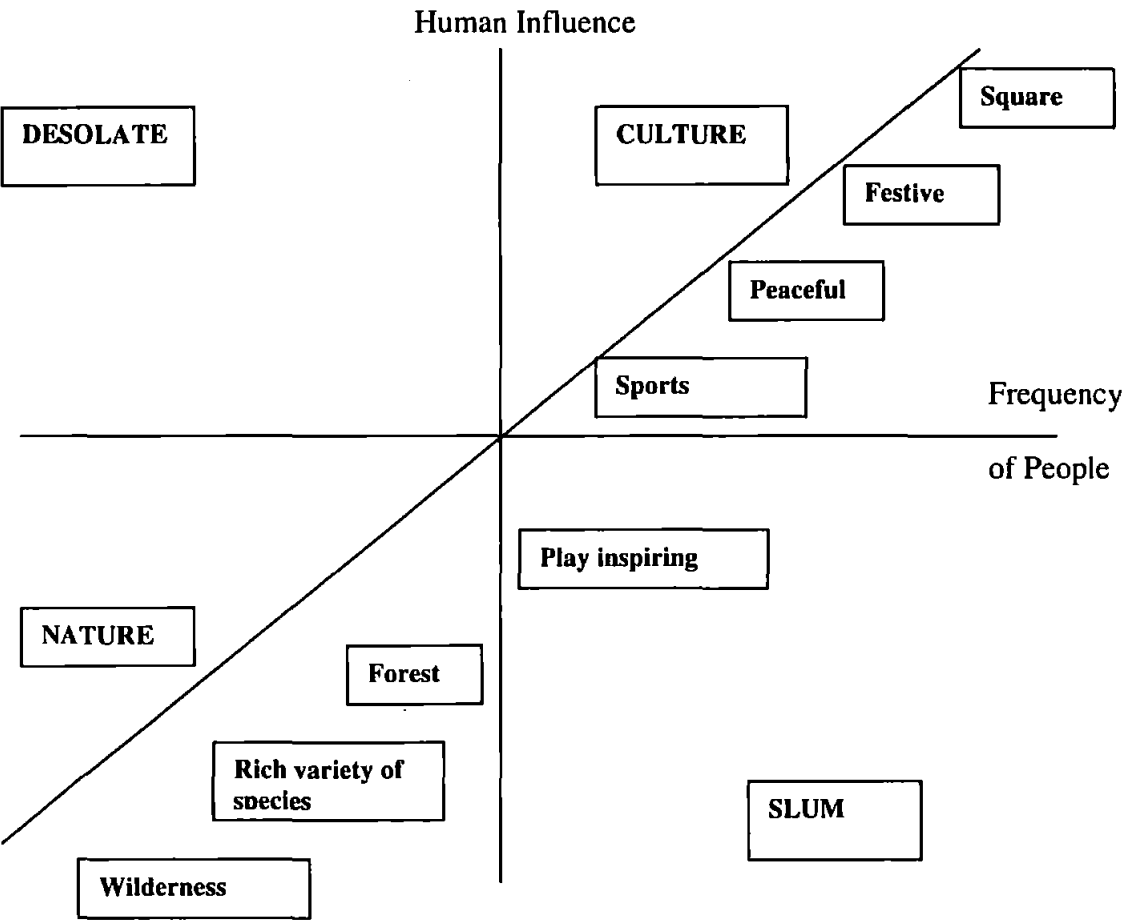 Human Influence
Square
DESOLATE
CULTURE
Festive
Peaceful
Sports
Frequency
of People
Play inspiring
NATURE
Forest
Rich variety of
species
SLUM
Wilderness